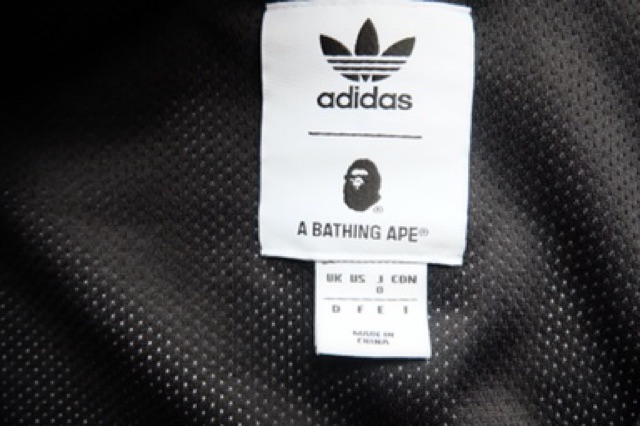 adidas
A BATHING APE®
UK US J CDN
O
D F E I
MADE IN
CHINA